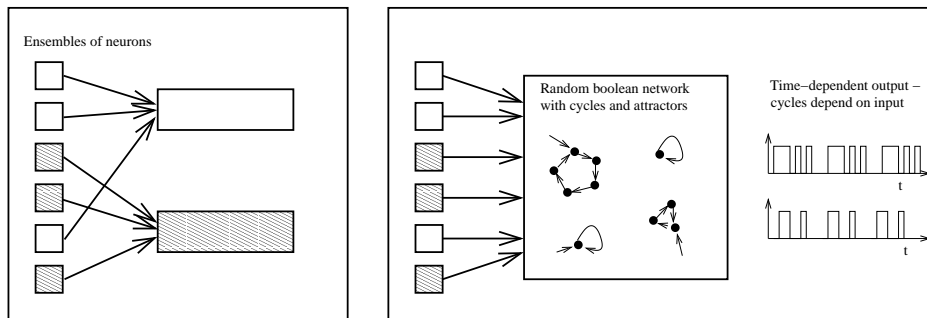 Ensembles of neurons
Random boolean network
with cycles and attractors
Time−dependent output −
cycles depend on input
t
t